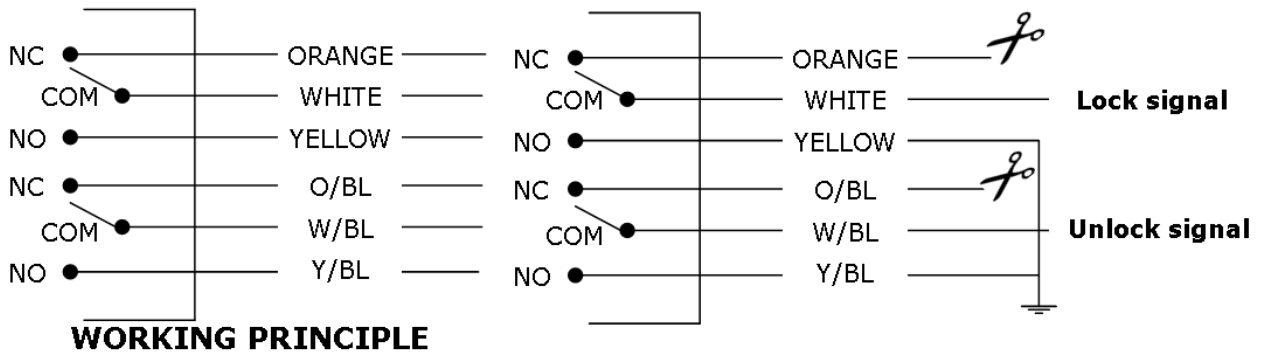 NC ORANGE
COM WHITE
NO YELLOW
NC O/BL
COM W/BL
NO Y/BL
WORKING PRINCIPLE
NC ORANGE
COM WHITE Lock signal
NO YELLOW
NC O/BL
COM W/BL Unlock signal
NO Y/BL